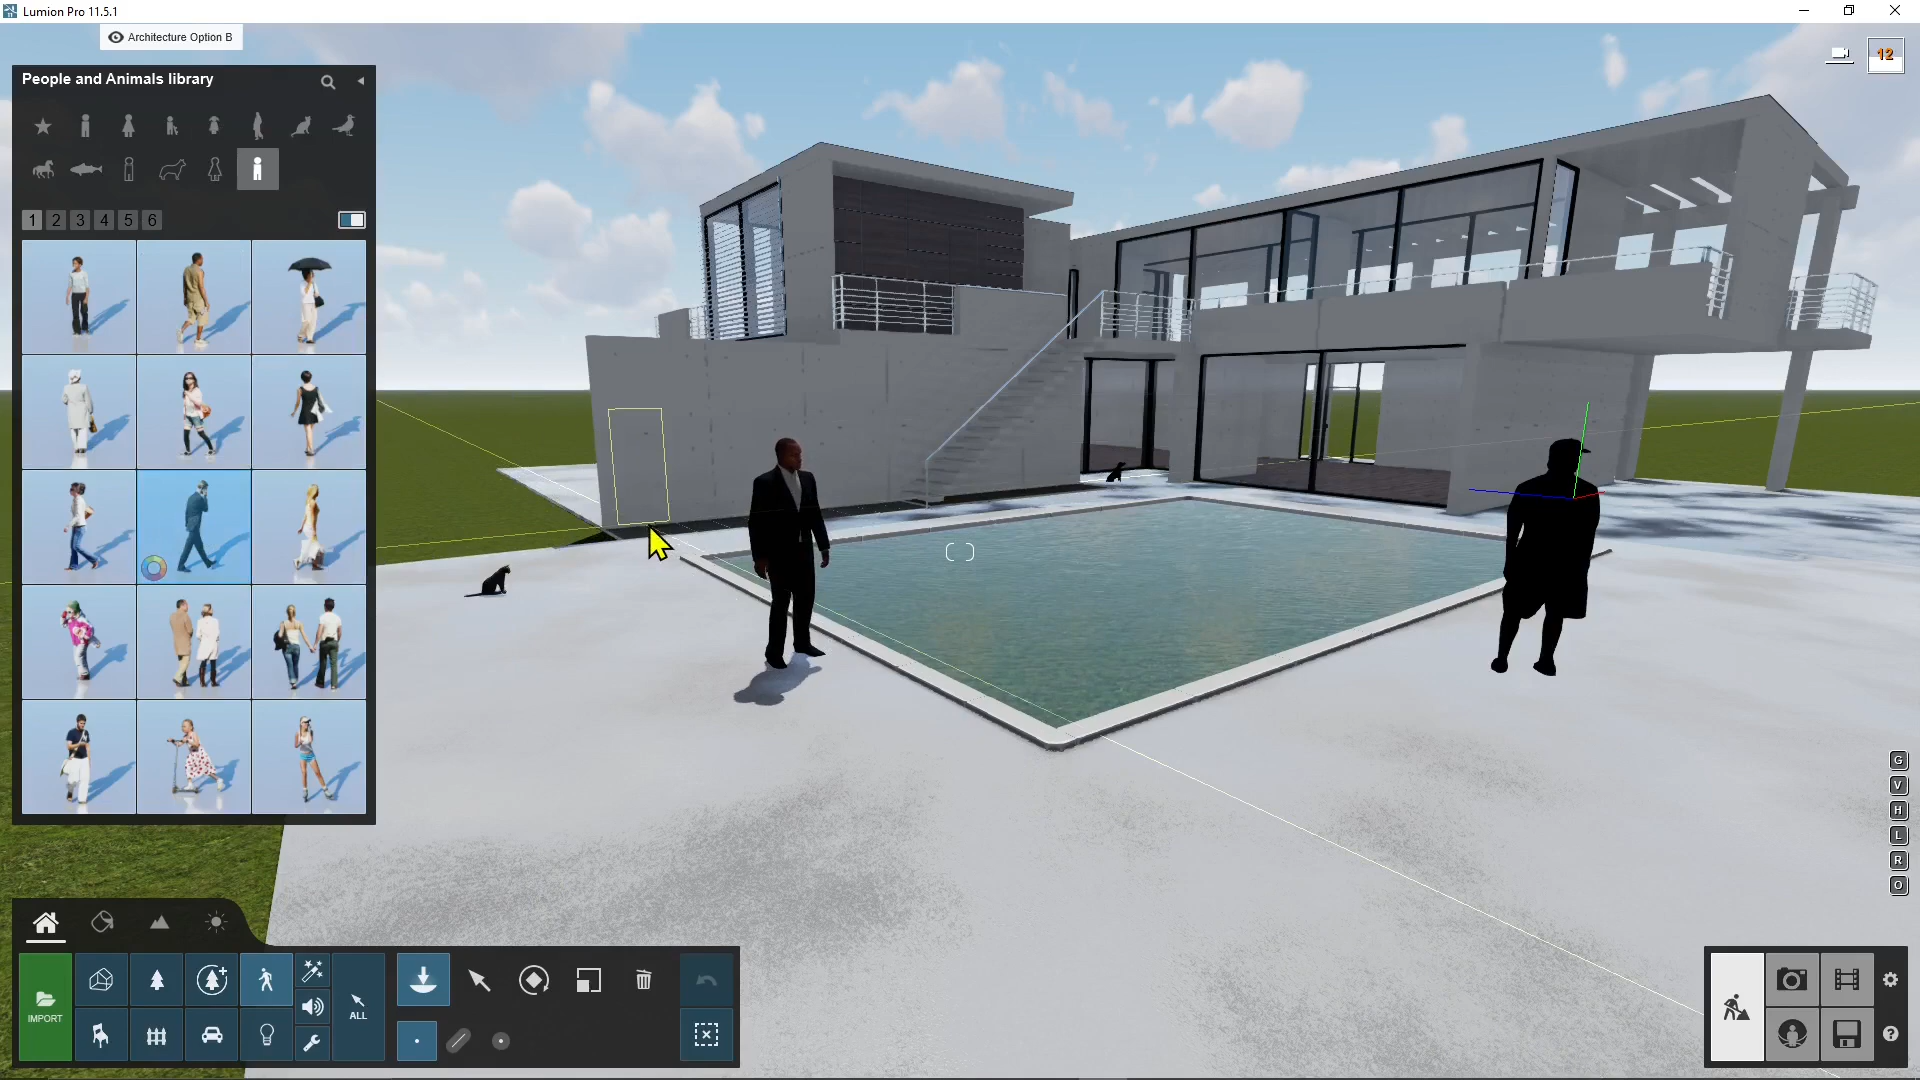 Lumion Pro 11.5.1
Architecture Option B
12
People and Animals library
1 2 3 4 5 6
G
V
H
L
R
O
IMPORT
ALL
?